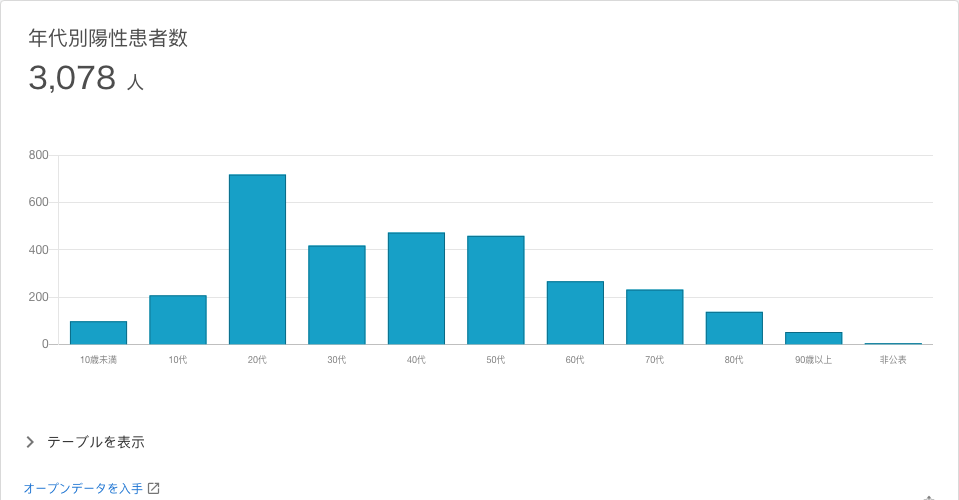 年代別陽性患者数
3,078 人
800
600
400
200
0
10歳未満 10代 20代 30代 40代 50代 60代 70代 80代 90歳以上 非公表
テーブルを表示
オープンデータを入手